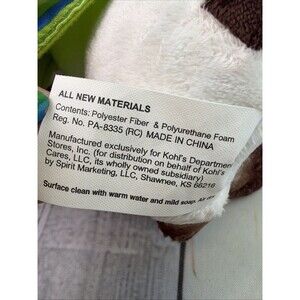 ALL NEW MATERIALS
Contents: Polyester Fiber & Polyurethane Foam
Reg. No. PA-8335 (RC) MADE IN CHINA
Manufactured exclusively for Kohl's Department
Stores, Inc. (for distribution on behalf of Kohl's
Cares, LLC, its wholly owned subsidiary)
by Spirit Marketing, LLC, Shawnee, KS 66216
Surface clean with warm water and mild soap. Air